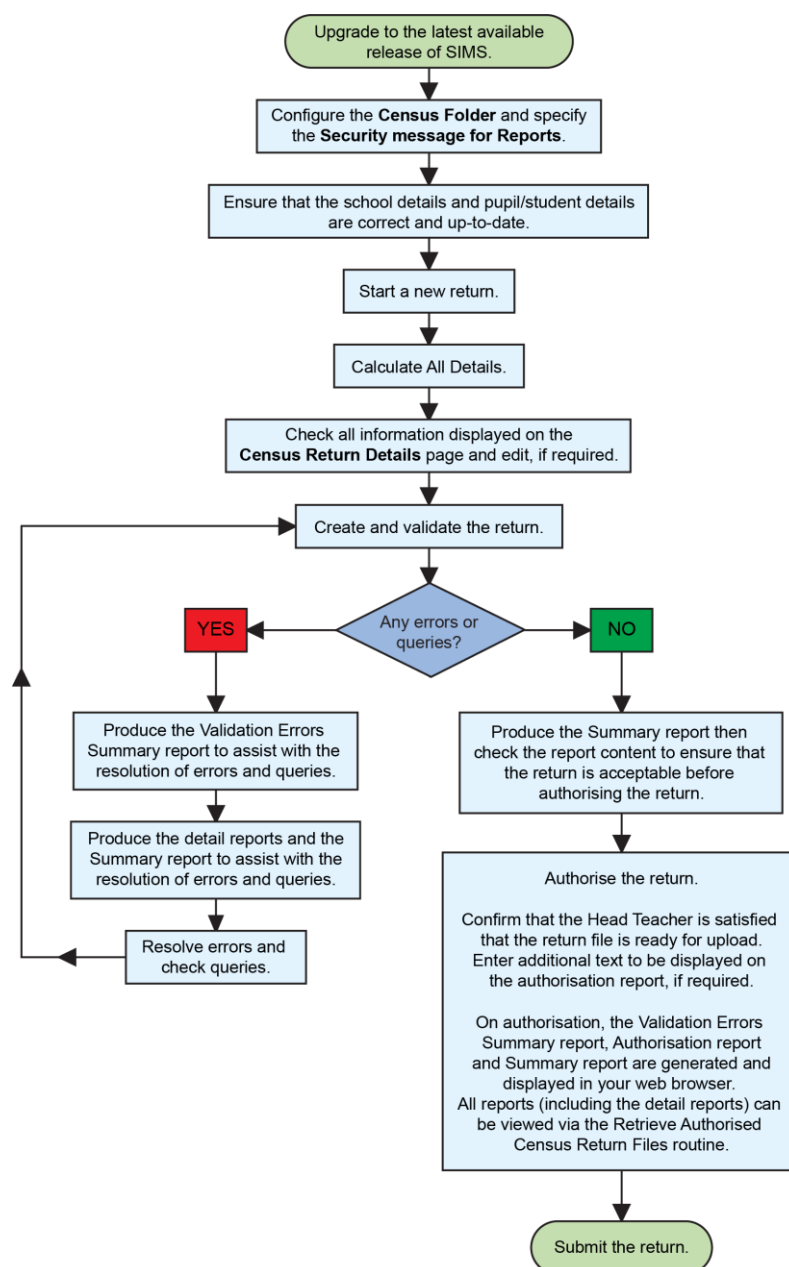 Upgrade to the latest available
release of SIMS.
Configure the Census Folder and specify
the Security message for Reports.
Ensure that the school details and pupil/student details
are correct and up-to-date.
Start a new return.
Calculate All Details.
Check all information displayed on the
Census Return Details page and edit, if required.
Create and validate the return.
Any errors or
queries?
YES
NO
Produce the Validation Errors
Summary report to assist with the
resolution of errors and queries.
Produce the detail reports and the
Summary report to assist with the
resolution of errors and queries.
Resolve errors and
check queries.
Produce the Summary report then
check the report content to ensure that
the return is acceptable before
authorising the return.
Authorise the return.
Confirm that the Head Teacher is satisfied
that the return file is ready for upload.
Enter additional text to be displayed on
the authorisation report, if required.
On authorisation, the Validation Errors
Summary report, Authorisation report
and Summary report are generated and
displayed in your web browser.
All reports (including the detail reports) can
be viewed via the Retrieve Authorised
Census Return Files routine.
Submit the return.